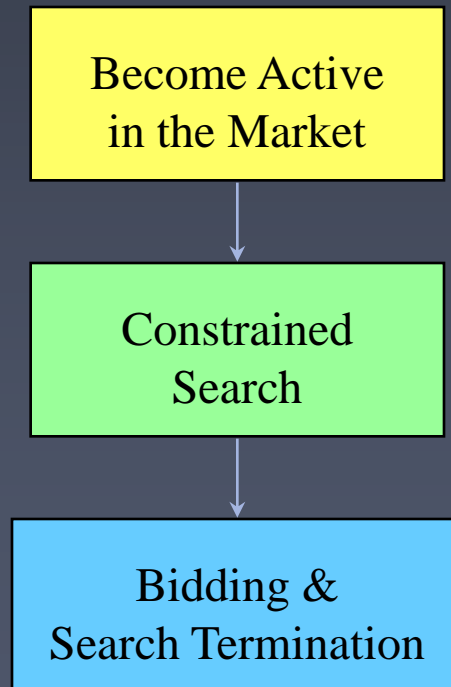 Become Active
in the Market
Constrained
Search
Bidding &
Search Termination